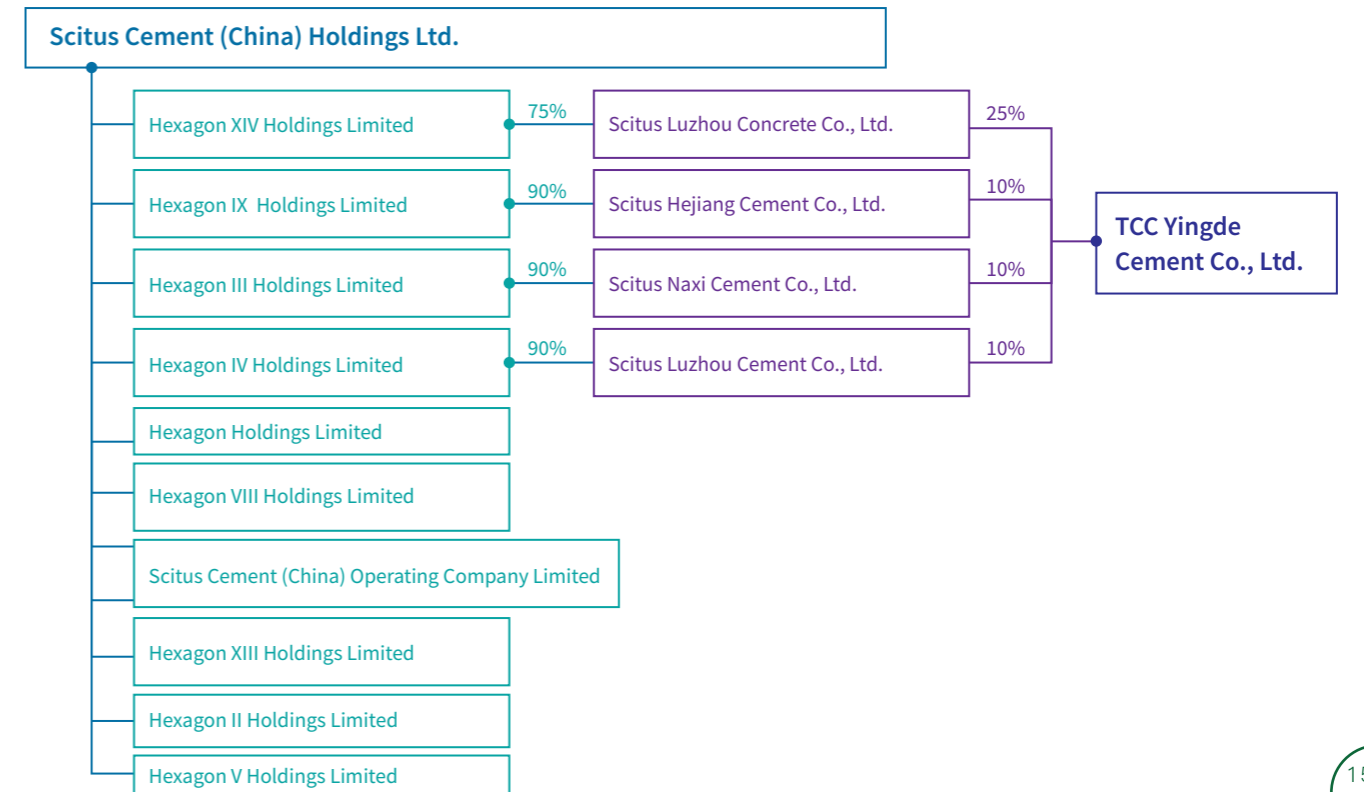 Scitus Cement (China) Holdings Ltd.
Hexagon XIV Holdings Limited
75%
Scitus Luzhou Concrete Co., Ltd.
25%
Hexagon IX Holdings Limited
90%
Scitus Hejiang Cement Co., Ltd.
10%
TCC Yingde
Cement Co., Ltd.
Hexagon III Holdings Limited
90%
Scitus Naxi Cement Co., Ltd.
10%
Hexagon IV Holdings Limited
90%
Scitus Luzhou Cement Co., Ltd.
10%
Hexagon Holdings Limited
Hexagon VIII Holdings Limited
Scitus Cement (China) Operating Company Limited
Hexagon XIII Holdings Limited
Hexagon II Holdings Limited
Hexagon V Holdings Limited